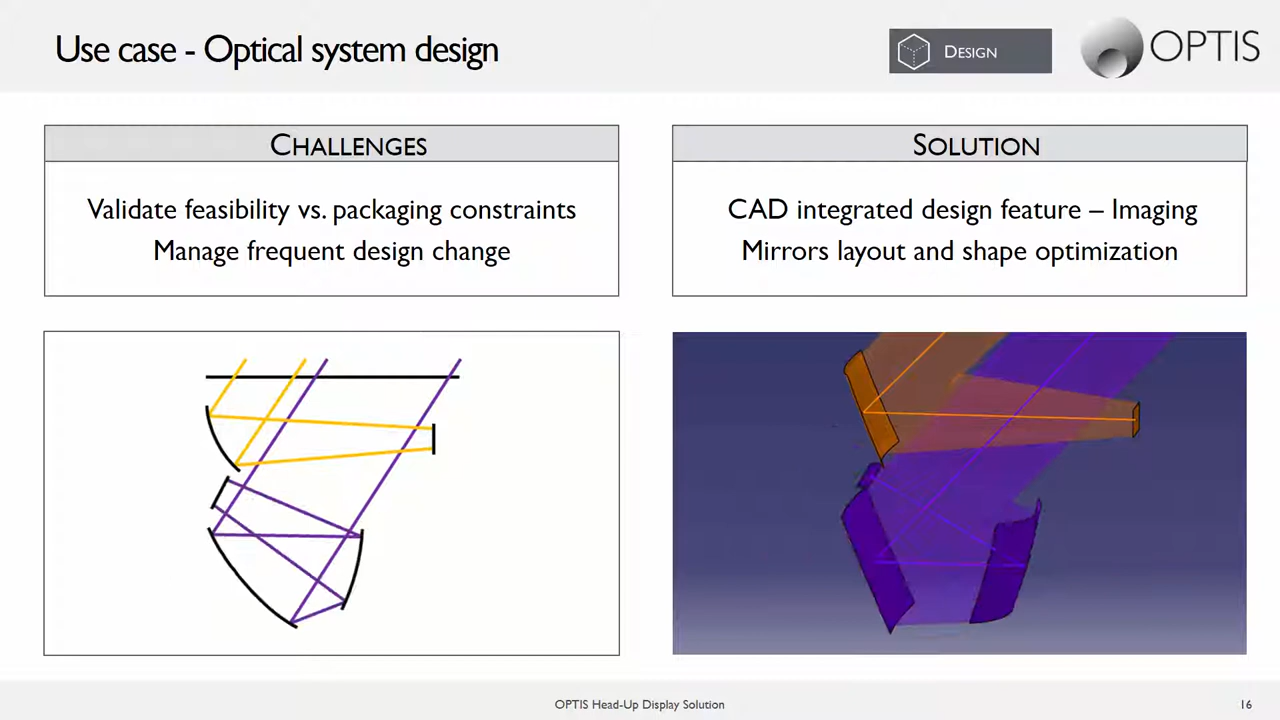 Use case - Optical system design
DESIGN
OPTIS
CHALLENGES
Validate feasibility vs. packaging constraints
Manage frequent design change
SOLUTION
CAD integrated design feature – Imaging
Mirrors layout and shape optimization
OPTIS Head-Up Display Solution
16